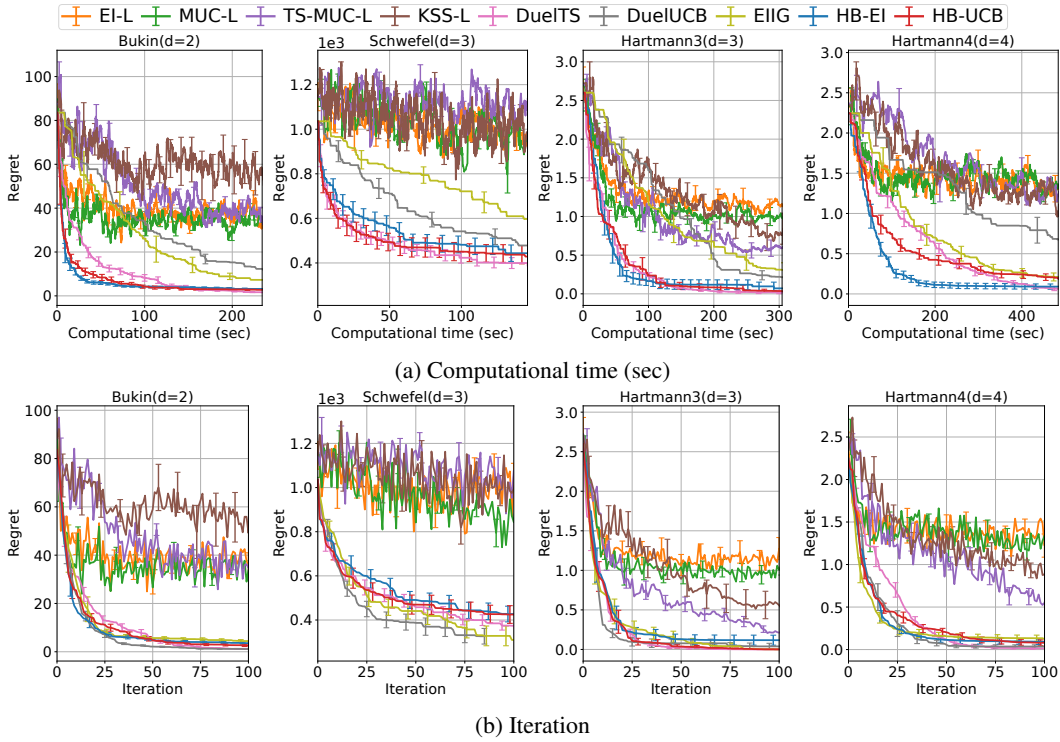 EI-L MUC-L TS-MUC-L KSS-L DuelTS DuelUCB EIIG HB-EI HB-UCB
Bukin(d=2) Schwefel(d=3) Hartmann3(d=3) Hartmann4(d=4)
1e3
Regret Regret Regret Regret
100 80 60 40 20 0
1.2 1.0 0.8 0.6 0.4
3.0 2.5 2.0 1.5 1.0 0.5 0.0
3.0 2.5 2.0 1.5 1.0 0.5 0.0
0 100 200 0 50 100 0 100 200 300 0 200 400
Computational time (sec) Computational time (sec) Computational time (sec) Computational time (sec)
(a) Computational time (sec)
Bukin(d=2) Schwefel(d=3) Hartmann3(d=3) Hartmann4(d=4)
1e3
Regret Regret Regret Regret
100 80 60 40 20 0
1.2 1.0 0.8 0.6 0.4
3.0 2.5 2.0 1.5 1.0 0.5 0.0
2.5 2.0 1.5 1.0 0.5 0.0
0 25 50 75 100 0 25 50 75 100 0 25 50 75 100 0 25 50 75 100
Iteration Iteration Iteration Iteration
(b) Iteration